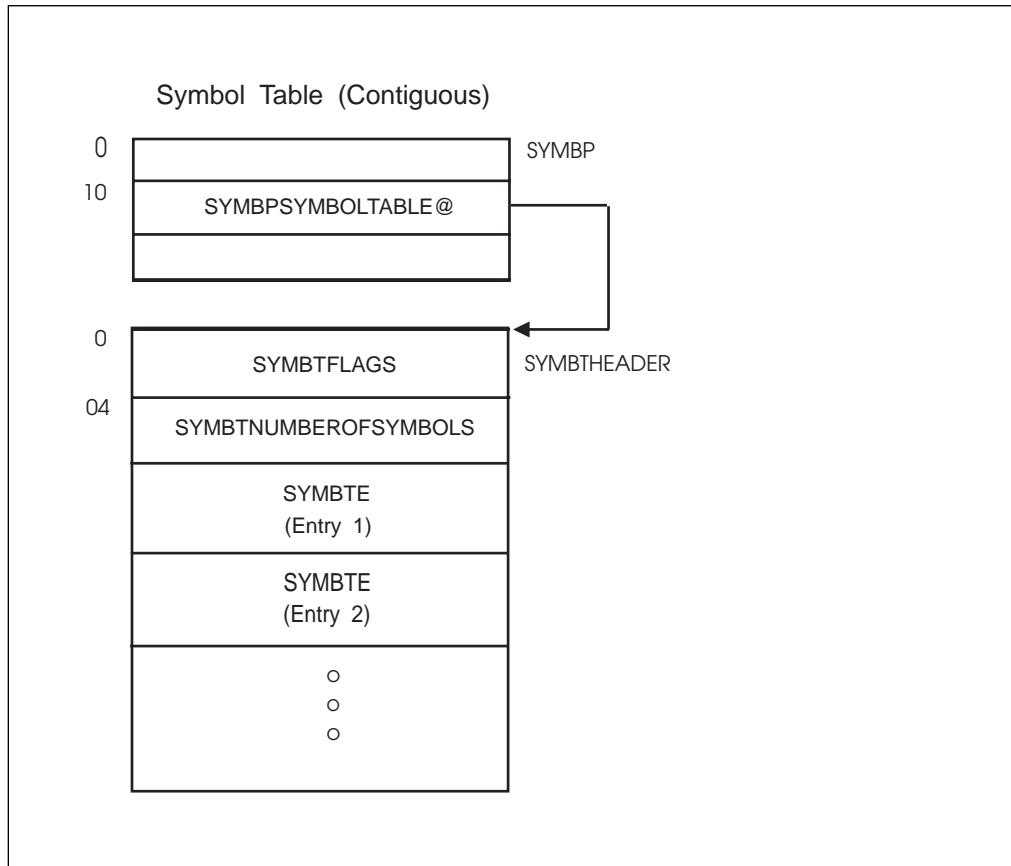 Symbol Table (Contiguous)
0
SYMBP
10
SYMBPSYMBOLTABLE@
0
SYMBTFLAGS
SYMBTHEADER
04
SYMBTNUMBEROFSYMBOLS
SYMBTE
(Entry 1)
SYMBTE
(Entry 2)